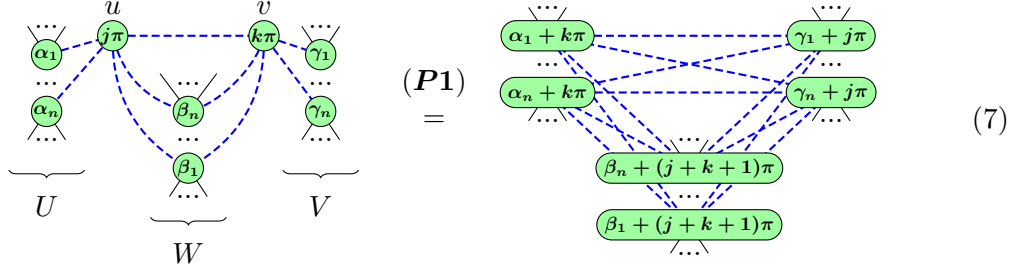 u v
... jπ kπ ...
α₁ γ₁
... ...
αₙ βₙ γₙ
... ... ...
β₁
...
U V
W
(P1)
=
... ...
α₁ + kπ γ₁ + jπ
... ...
αₙ + kπ γₙ + jπ
... ... ...
βₙ + (j + k + 1)π
...
β₁ + (j + k + 1)π
...
(7)